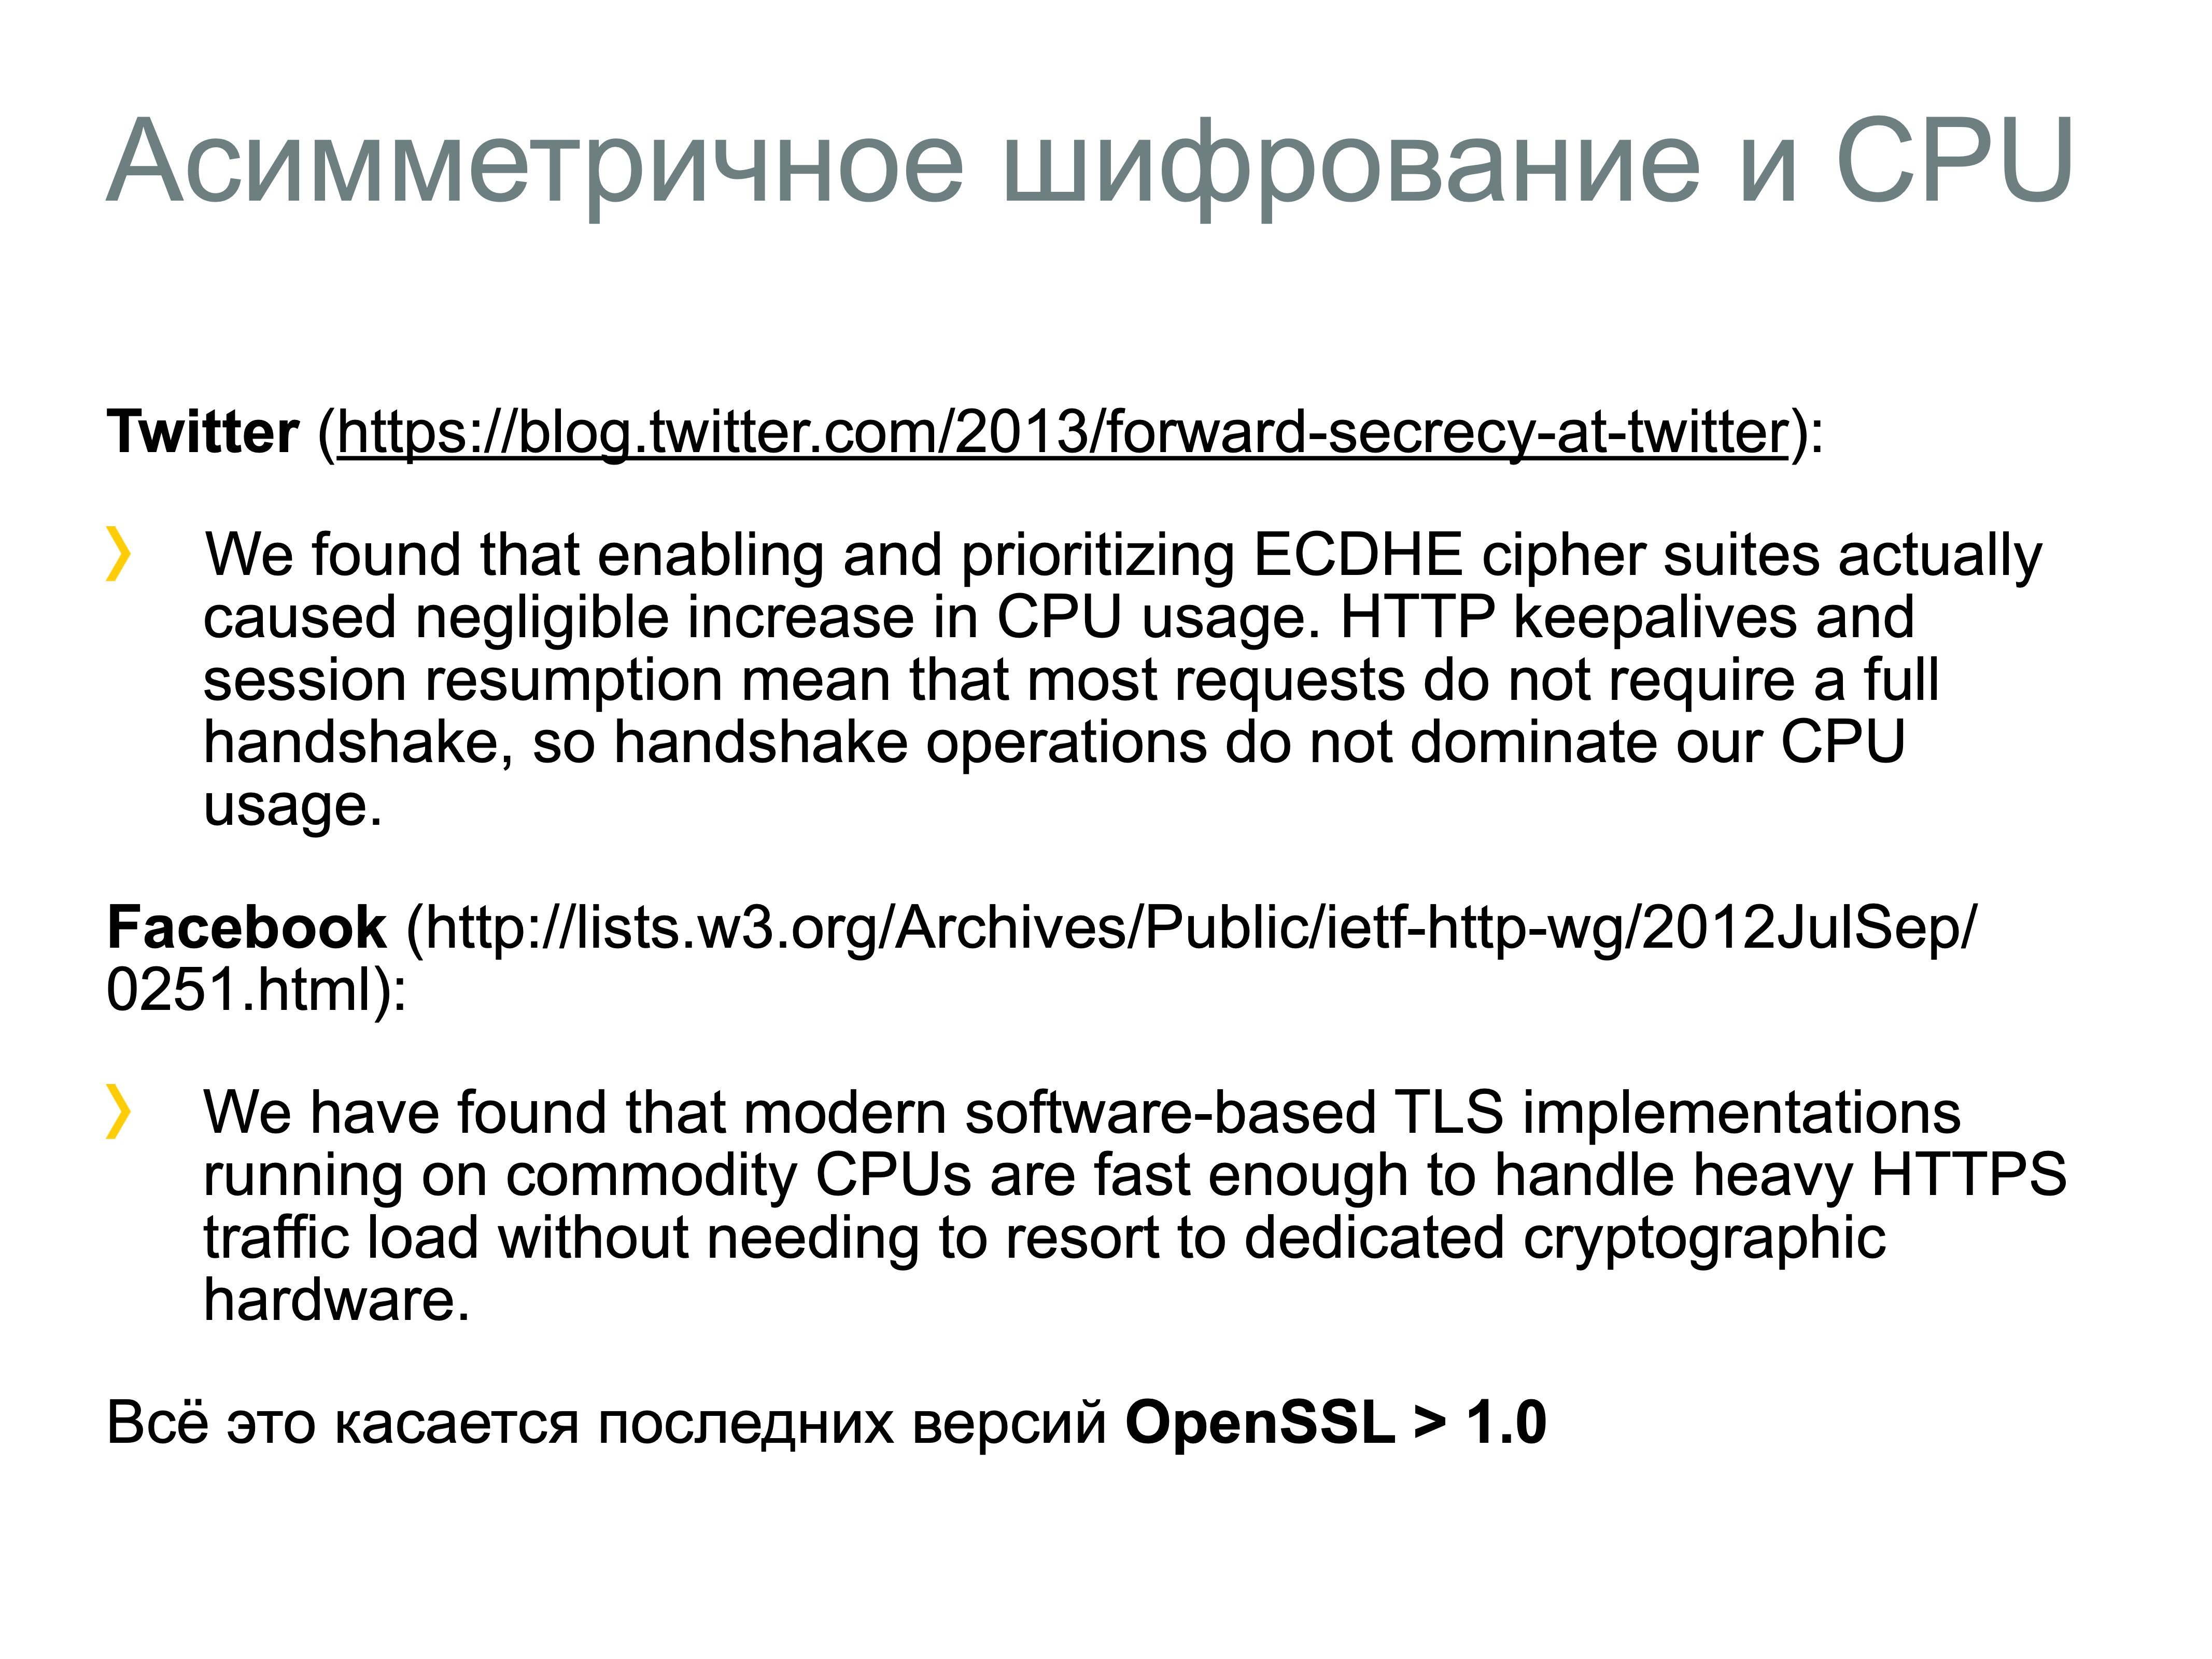 Асимметричное шифрование и CPU
Twitter (https://blog.twitter.com/2013/forward-secrecy-at-twitter):
We found that enabling and prioritizing ECDHE cipher suites actually
caused negligible increase in CPU usage. HTTP keepalives and
session resumption mean that most requests do not require a full
handshake, so handshake operations do not dominate our CPU
usage.
Facebook (http://lists.w3.org/Archives/Public/ietf-http-wg/2012JulSep/
0251.html):
We have found that modern software-based TLS implementations
running on commodity CPUs are fast enough to handle heavy HTTPS
traffic load without needing to resort to dedicated cryptographic
hardware.
Всё это касается последних версий OpenSSL > 1.0